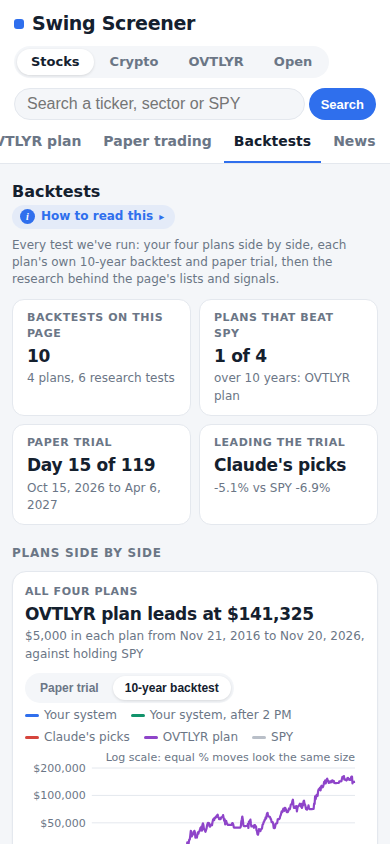 Swing Screener
Stocks Crypto OVTLYR Open
Search a ticker, sector or SPY Search
VTLYR plan Paper trading Backtests News
Backtests
i How to read this ▸
Every test we've run: your four plans side by side, each
plan's own 10-year backtest and paper trial, then the
research behind the page's lists and signals.
BACKTESTS ON THIS
PAGE
10
4 plans, 6 research tests
PLANS THAT BEAT
SPY
1 of 4
over 10 years: OVTLYR
plan
PAPER TRIAL
Day 15 of 119
Oct 15, 2026 to Apr 6,
2027
LEADING THE TRIAL
Claude's picks
-5.1% vs SPY -6.9%
PLANS SIDE BY SIDE
ALL FOUR PLANS
OVTLYR plan leads at $141,325
$5,000 in each plan from Nov 21, 2016 to Nov 20, 2026,
against holding SPY
Paper trial 10-year backtest
Your system Your system, after 2 PM
Claude's picks OVTLYR plan SPY
Log scale: equal % moves look the same size
$200,000
$100,000
$50,000